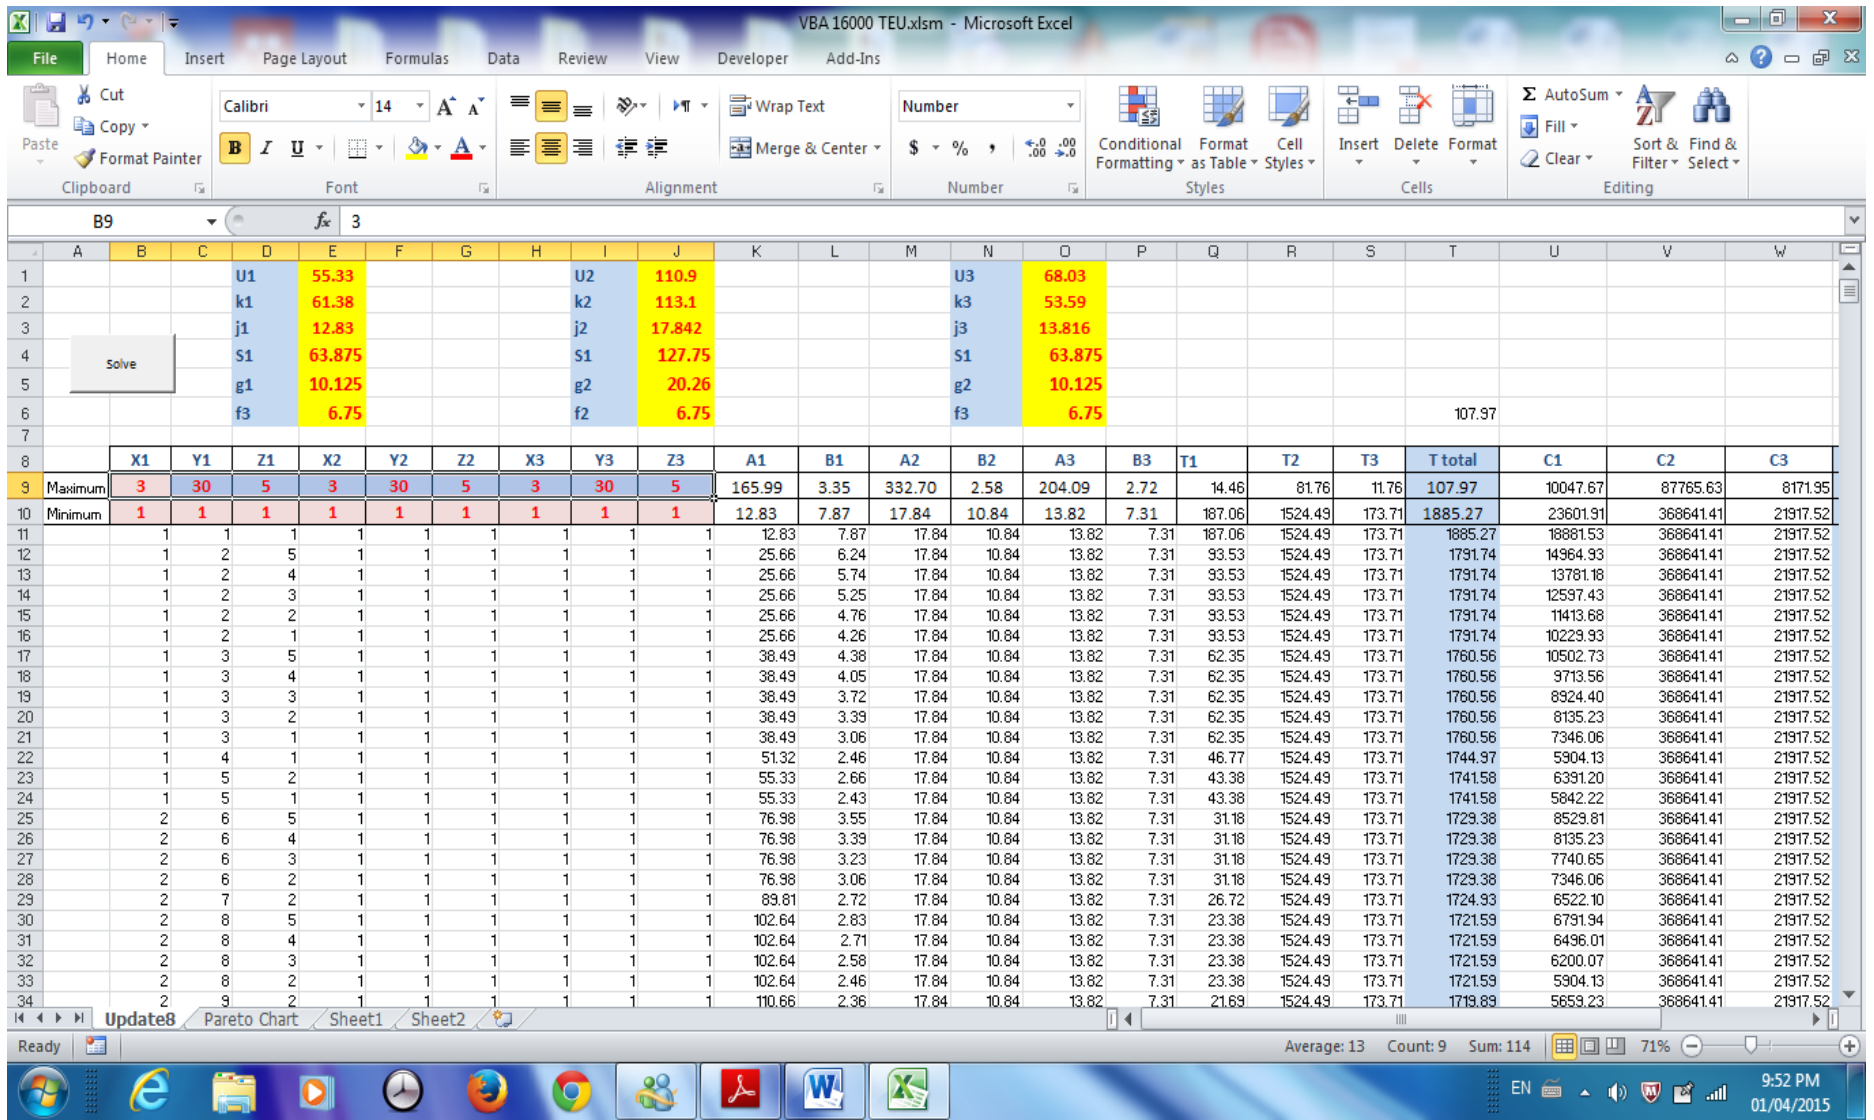 VBA 16000 TEU.xlsm - Microsoft Excel
File Home Insert Page Layout Formulas Data Review View Developer Add-Ins
Paste Cut Copy Format Painter Clipboard
Calibri 14 A A B I U A Font
Wrap Text Merge & Center Alignment
Number $ % , .00 .00 Number
Conditional Formatting Format as Table Cell Styles Styles
Insert Delete Format Cells
Σ AutoSum Fill Clear Sort & Filter Find & Select Editing
B9 fx 3
A B C D E F G H I J K L M N O P Q R S T U V W
1 U1 55.33 U2 110.9 U3 68.03
2 k1 61.38 k2 113.1 k3 53.59
3 j1 12.83 j2 17.842 j3 13.816
4 Solve S1 63.875 S1 127.75 S1 63.875
5 g1 10.125 g2 20.26 g2 10.125
6 f3 6.75 f2 6.75 f3 6.75 107.97
7
8 X1 Y1 Z1 X2 Y2 Z2 X3 Y3 Z3 A1 B1 A2 B2 A3 B3 T1 T2 T3 T total C1 C2 C3
9 Maximum 3 30 5 3 30 5 3 30 5 165.99 3.35 332.70 2.58 204.09 2.72 14.46 81.76 11.76 107.97 10047.67 87765.63 8171.95
10 Minimum 1 1 1 1 1 1 1 1 1 12.83 7.87 17.84 10.84 13.82 7.31 187.06 1524.49 173.71 1885.27 23601.91 368641.41 21917.52
11 1 1 1 1 1 1 1 1 1 12.83 7.87 17.84 10.84 13.82 7.31 187.06 1524.49 173.71 1885.27 18881.53 368641.41 21917.52
12 1 2 5 1 1 1 1 1 1 25.66 6.24 17.84 10.84 13.82 7.31 93.53 1524.49 173.71 1791.74 14964.93 368641.41 21917.52
13 1 2 4 1 1 1 1 1 1 25.66 5.74 17.84 10.84 13.82 7.31 93.53 1524.49 173.71 1791.74 13781.18 368641.41 21917.52
14 1 2 3 1 1 1 1 1 1 25.66 5.25 17.84 10.84 13.82 7.31 93.53 1524.49 173.71 1791.74 12597.43 368641.41 21917.52
15 1 2 2 1 1 1 1 1 1 25.66 4.76 17.84 10.84 13.82 7.31 93.53 1524.49 173.71 1791.74 11413.68 368641.41 21917.52
16 1 2 1 1 1 1 1 1 1 25.66 4.26 17.84 10.84 13.82 7.31 93.53 1524.49 173.71 1791.74 10229.93 368641.41 21917.52
17 1 3 5 1 1 1 1 1 1 38.49 4.38 17.84 10.84 13.82 7.31 62.35 1524.49 173.71 1760.56 10502.73 368641.41 21917.52
18 1 3 4 1 1 1 1 1 1 38.49 4.05 17.84 10.84 13.82 7.31 62.35 1524.49 173.71 1760.56 9713.56 368641.41 21917.52
19 1 3 3 1 1 1 1 1 1 38.49 3.72 17.84 10.84 13.82 7.31 62.35 1524.49 173.71 1760.56 8924.40 368641.41 21917.52
20 1 3 2 1 1 1 1 1 1 38.49 3.39 17.84 10.84 13.82 7.31 62.35 1524.49 173.71 1760.56 8135.23 368641.41 21917.52
21 1 3 1 1 1 1 1 1 1 38.49 3.06 17.84 10.84 13.82 7.31 62.35 1524.49 173.71 1760.56 7346.06 368641.41 21917.52
22 1 4 1 1 1 1 1 1 1 51.32 2.46 17.84 10.84 13.82 7.31 46.77 1524.49 173.71 1744.97 5904.13 368641.41 21917.52
23 1 5 2 1 1 1 1 1 1 55.33 2.66 17.84 10.84 13.82 7.31 43.38 1524.49 173.71 1741.58 6391.20 368641.41 21917.52
24 1 5 1 1 1 1 1 1 1 55.33 2.43 17.84 10.84 13.82 7.31 43.38 1524.49 173.71 1741.58 5842.22 368641.41 21917.52
25 2 6 5 1 1 1 1 1 1 76.98 3.55 17.84 10.84 13.82 7.31 31.18 1524.49 173.71 1729.38 8529.81 368641.41 21917.52
26 2 6 4 1 1 1 1 1 1 76.98 3.39 17.84 10.84 13.82 7.31 31.18 1524.49 173.71 1729.38 8135.23 368641.41 21917.52
27 2 6 3 1 1 1 1 1 1 76.98 3.23 17.84 10.84 13.82 7.31 31.18 1524.49 173.71 1729.38 7740.65 368641.41 21917.52
28 2 6 2 1 1 1 1 1 1 76.98 3.06 17.84 10.84 13.82 7.31 31.18 1524.49 173.71 1729.38 7346.06 368641.41 21917.52
29 2 7 2 1 1 1 1 1 1 89.81 2.72 17.84 10.84 13.82 7.31 26.72 1524.49 173.71 1724.93 6522.10 368641.41 21917.52
30 2 8 5 1 1 1 1 1 1 102.64 2.83 17.84 10.84 13.82 7.31 23.38 1524.49 173.71 1721.59 6791.94 368641.41 21917.52
31 2 8 4 1 1 1 1 1 1 102.64 2.71 17.84 10.84 13.82 7.31 23.38 1524.49 173.71 1721.59 6496.01 368641.41 21917.52
32 2 8 3 1 1 1 1 1 1 102.64 2.58 17.84 10.84 13.82 7.31 23.38 1524.49 173.71 1721.59 6200.07 368641.41 21917.52
33 2 8 2 1 1 1 1 1 1 102.64 2.46 17.84 10.84 13.82 7.31 23.38 1524.49 173.71 1721.59 5904.13 368641.41 21917.52
34 2 9 2 1 1 1 1 1 1 110.66 2.36 17.84 10.84 13.82 7.31 21.69 1524.49 173.71 1719.89 5659.23 368641.41 21917.52
Update8 Pareto Chart Sheet1 Sheet2
Ready Average: 13 Count: 9 Sum: 114 71%
EN 9:52 PM
01/04/2015